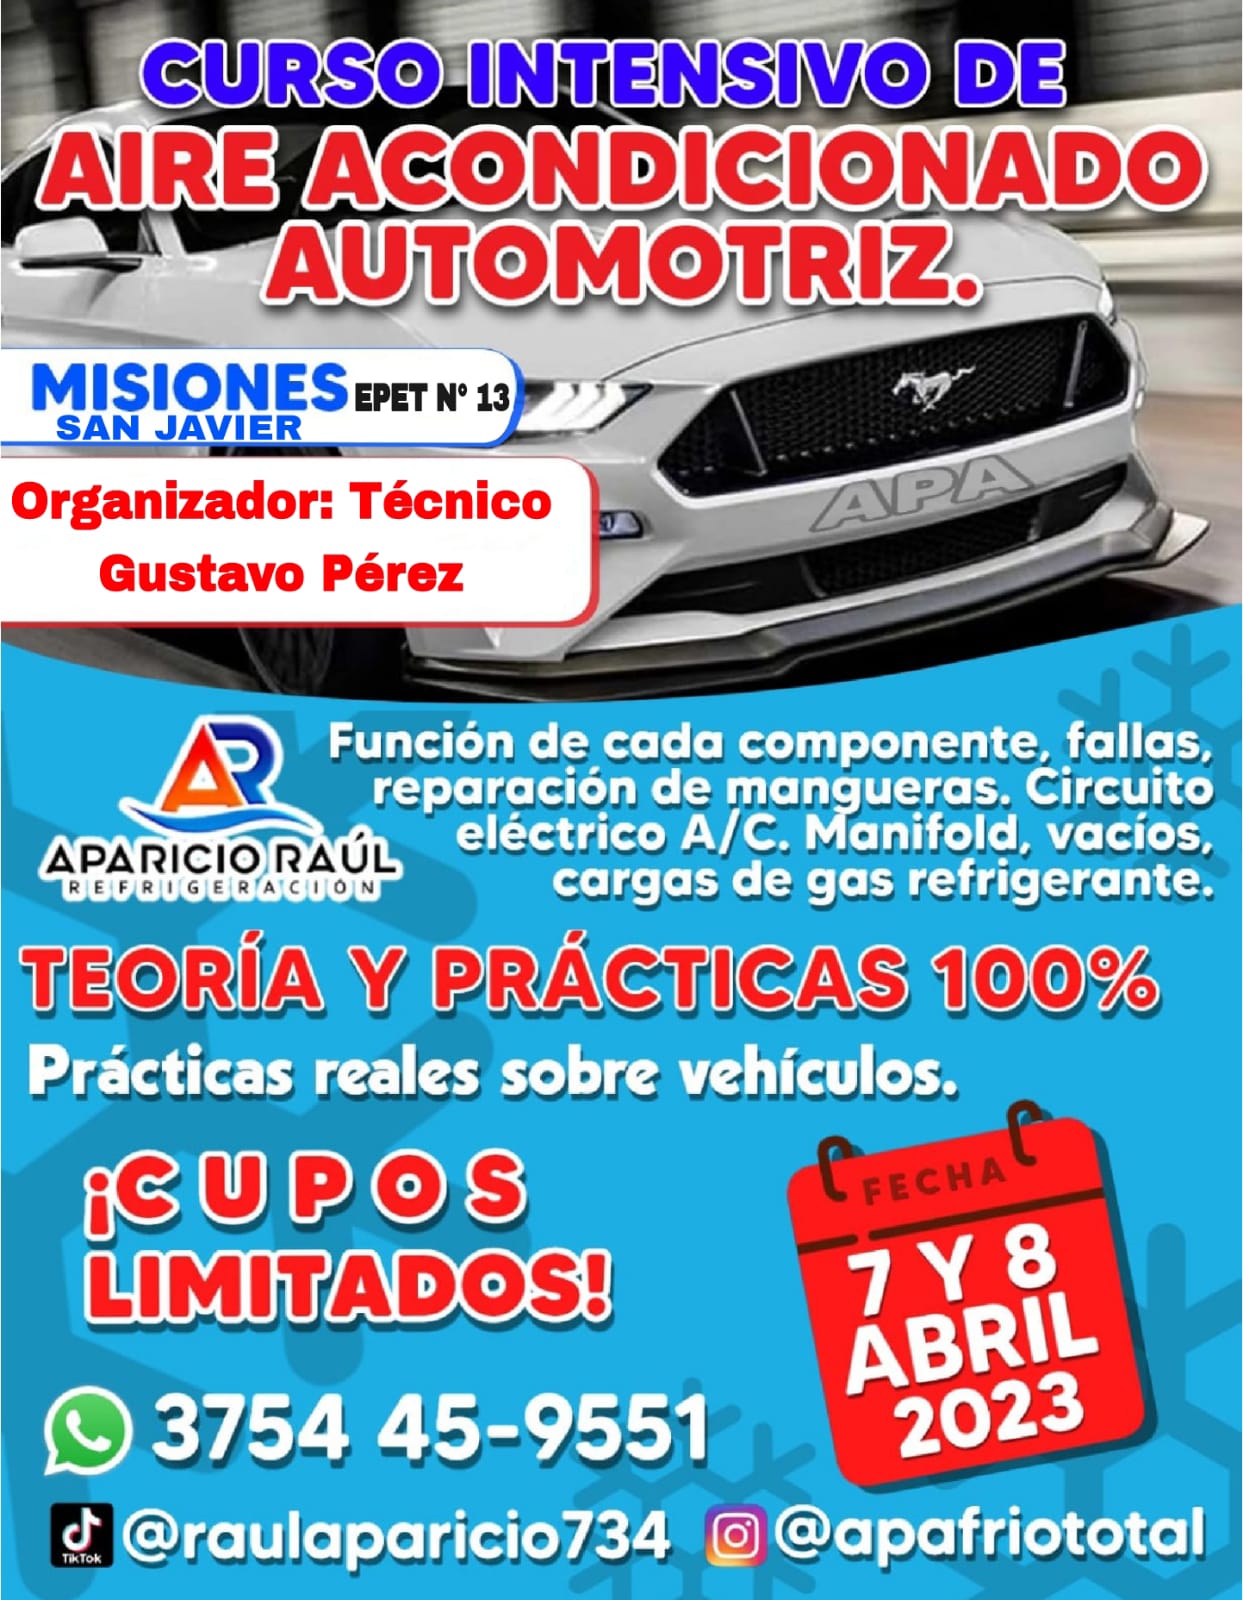 CURSO INTENSIVO DE
AIRE ACONDICIONADO
AUTOMOTRIZ.
MISIONES EPET N° 13
SAN JAVIER
Organizador: Técnico
Gustavo Pérez
APA
AR
APARICIO RAÚL
REFRIGERACIÓN
Función de cada componente, fallas,
reparación de mangueras. Circuito
eléctrico A/C. Manifold, vacíos,
cargas de gas refrigerante.
TEORÍA Y PRÁCTICAS 100%
Prácticas reales sobre vehículos.
¡CUPOS
LIMITADOS!
FECHA
7 Y 8
ABRIL
2023
3754 45-9551
TikTok @raulaparicio734 @apafriototal